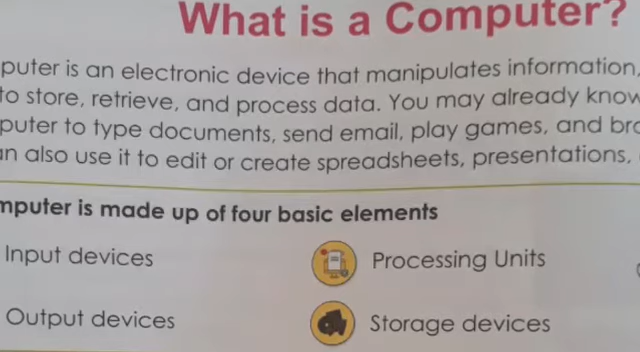 What is a Computer?
puter is an electronic device that manipulates information,
to store, retrieve, and process data. You may already know
puter to type documents, send email, play games, and bro
an also use it to edit or create spreadsheets, presentations,
mputer is made up of four basic elements
Input devices Processing Units
Output devices Storage devices